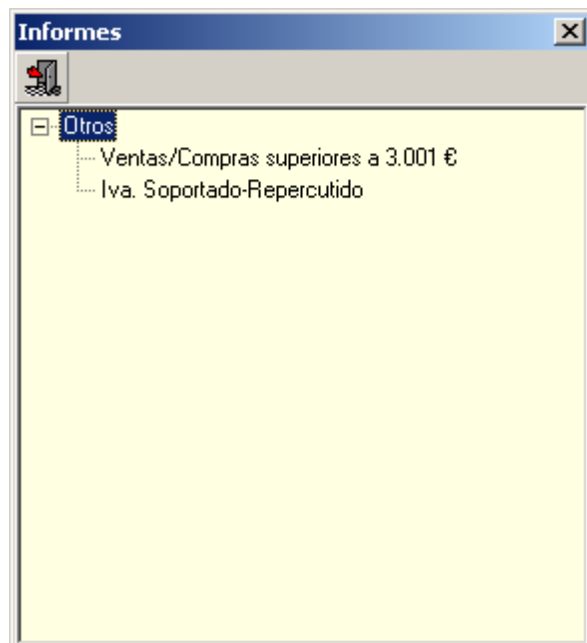 Informes
Otros
Ventas/Compras superiores a 3.001 €
Iva. Soportado-Repercutido